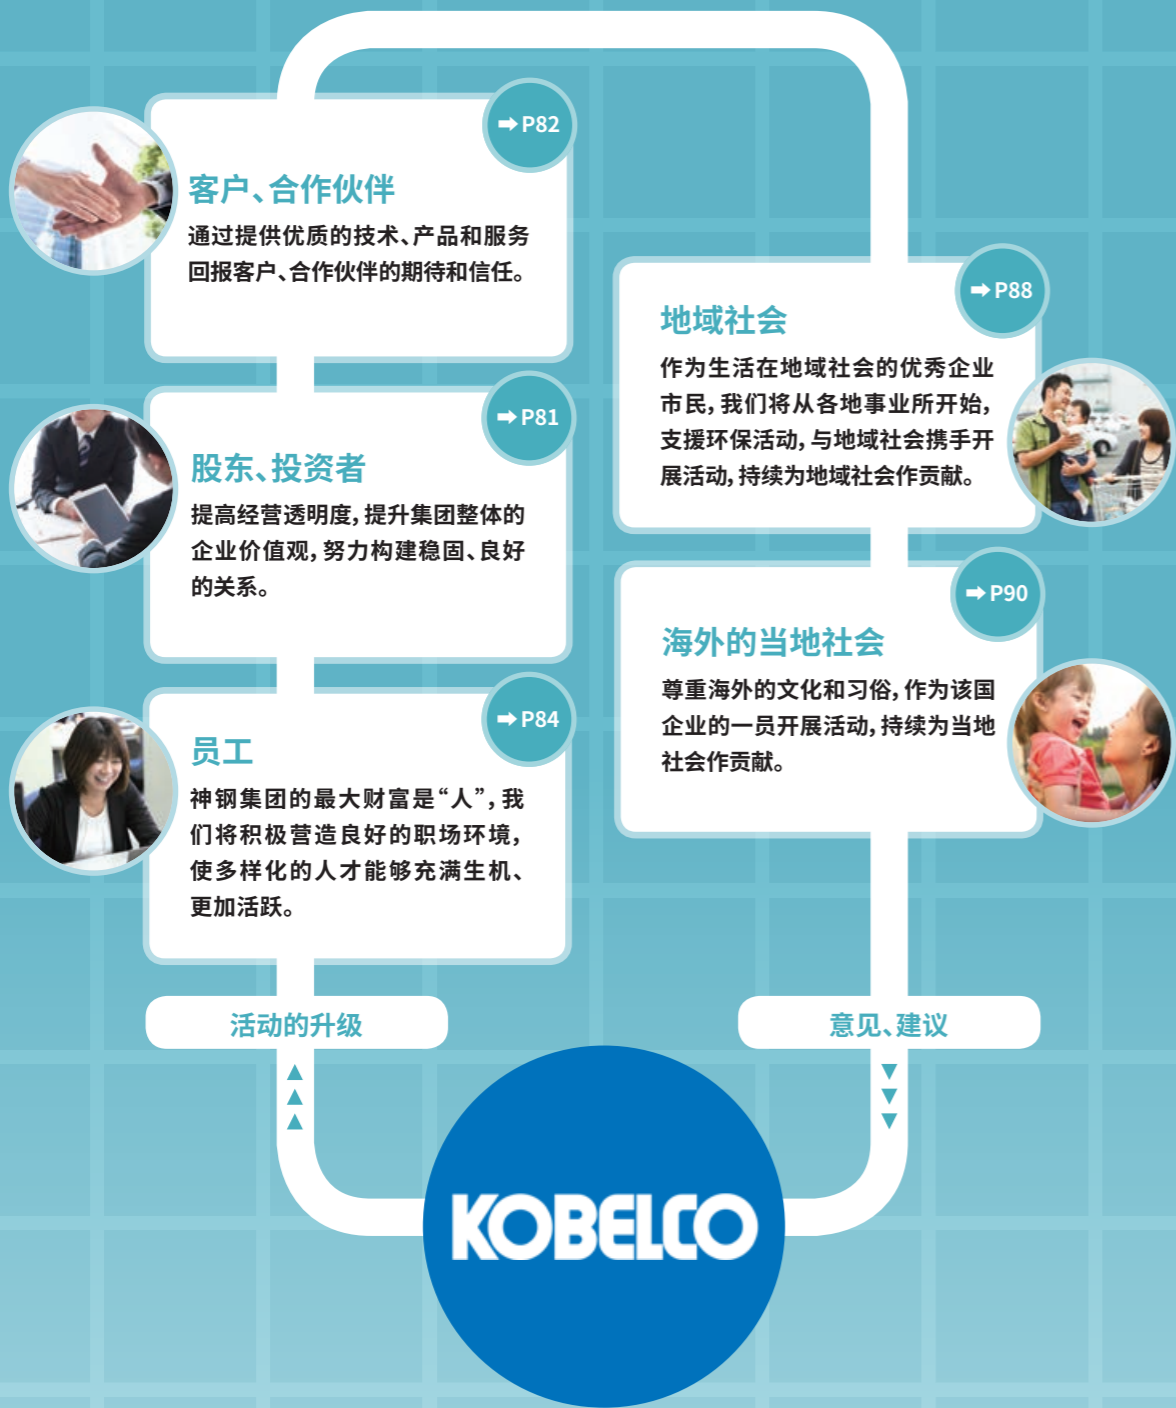 ➡P82
客户、合作伙伴
通过提供优质的技术、产品和服务
回报客户、合作伙伴的期待和信任。
➡P81
股东、投资者
提高经营透明度,提升集团整体的
企业价值观,努力构建稳固、良好
的关系。
➡P84
员工
神钢集团的最大财富是“人”,我
们将积极营造良好的职场环境,
使多样化的人才能够充满生机、
更加活跃。
活动的升级
➡P88
地域社会
作为生活在地域社会的优秀企业
市民,我们将从各地事业所开始,
支援环保活动,与地域社会携手开
展活动,持续为地域社会作贡献。
➡P90
海外的当地社会
尊重海外的文化和习俗,作为该国
企业的一员开展活动,持续为当地
社会作贡献。
意见、建议
KOBELCO